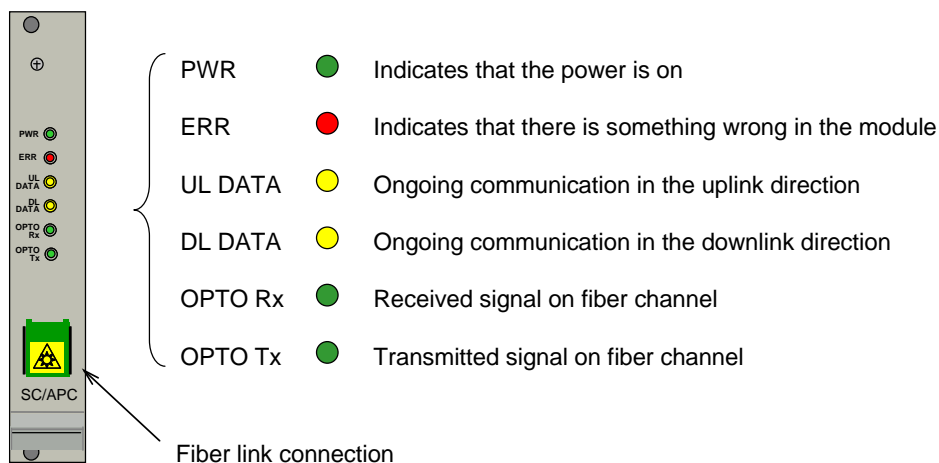 PWR
ERR
UL
DATA
DL
DATA
OPTO
Rx
OPTO
Tx
SC/APC
PWR Indicates that the power is on
ERR Indicates that there is something wrong in the module
UL DATA Ongoing communication in the uplink direction
DL DATA Ongoing communication in the downlink direction
OPTO Rx Received signal on fiber channel
OPTO Tx Transmitted signal on fiber channel
Fiber link connection